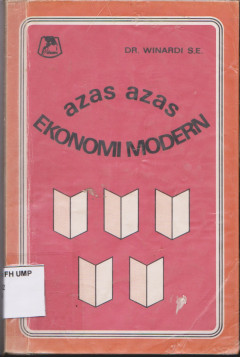 DR. WINARDI S.E.
azas azas
EKONOMI MODERN
FH UMP